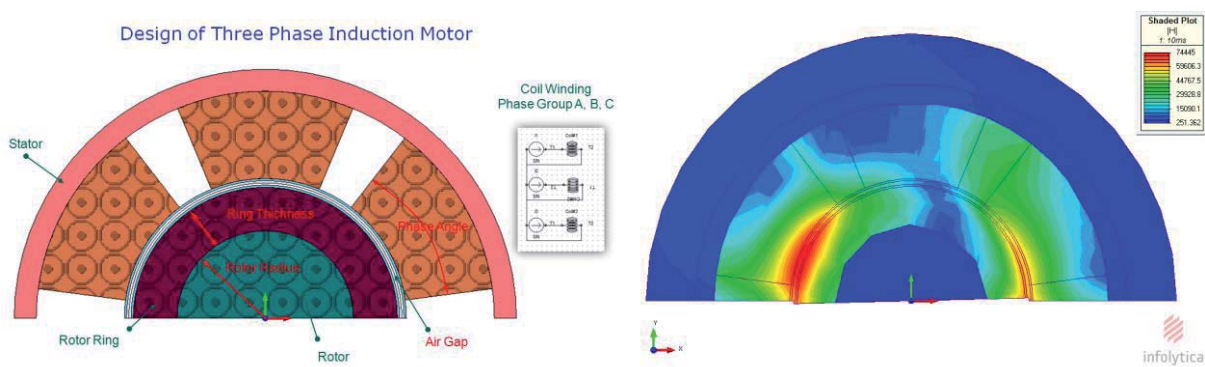 Design of Three Phase Induction Motor
Coil Winding
Phase Group A, B, C
Stator
Ring Thickness
Phase Angle
Rotor Radius
Rotor Ring
Rotor
Air Gap
Shaded Plot
|H|
t: 10ms
74445
59606.3
44767.5
29928.8
15090.1
251.362
Y
X
infolytica